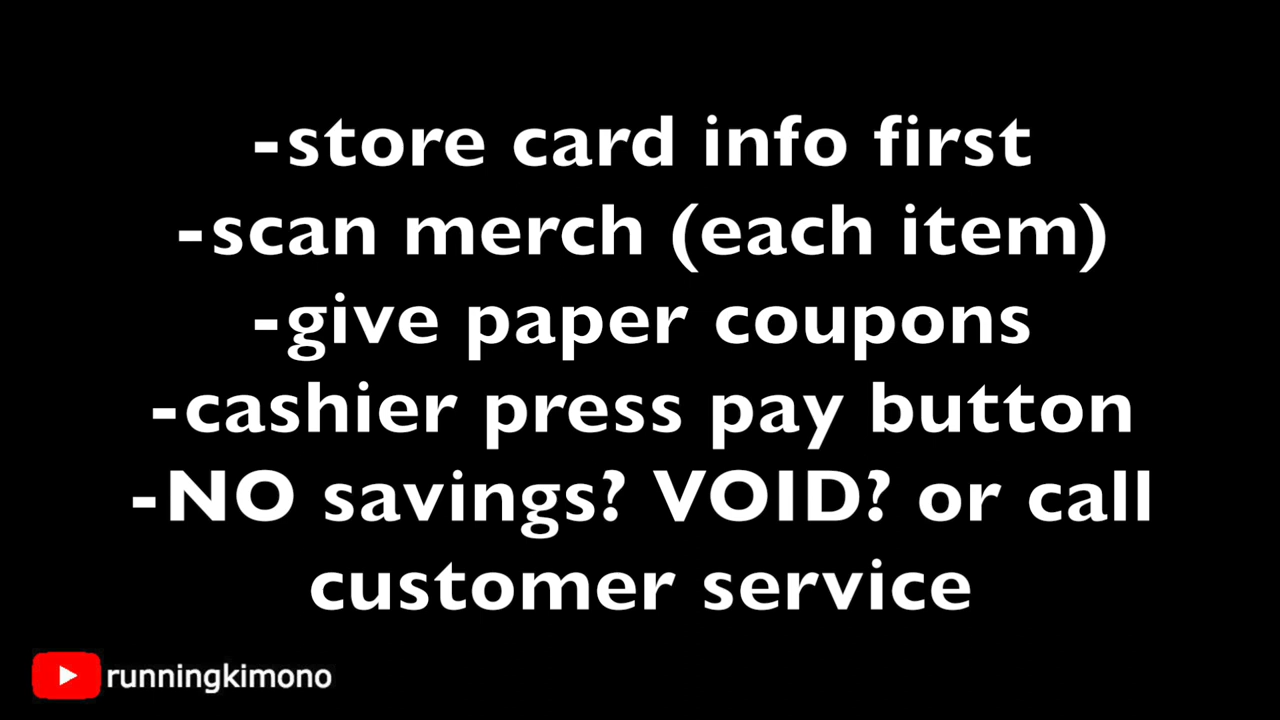 -store card info first
-scan merch (each item)
-give paper coupons
-cashier press pay button
-NO savings? VOID? or call
customer service
runningkimono